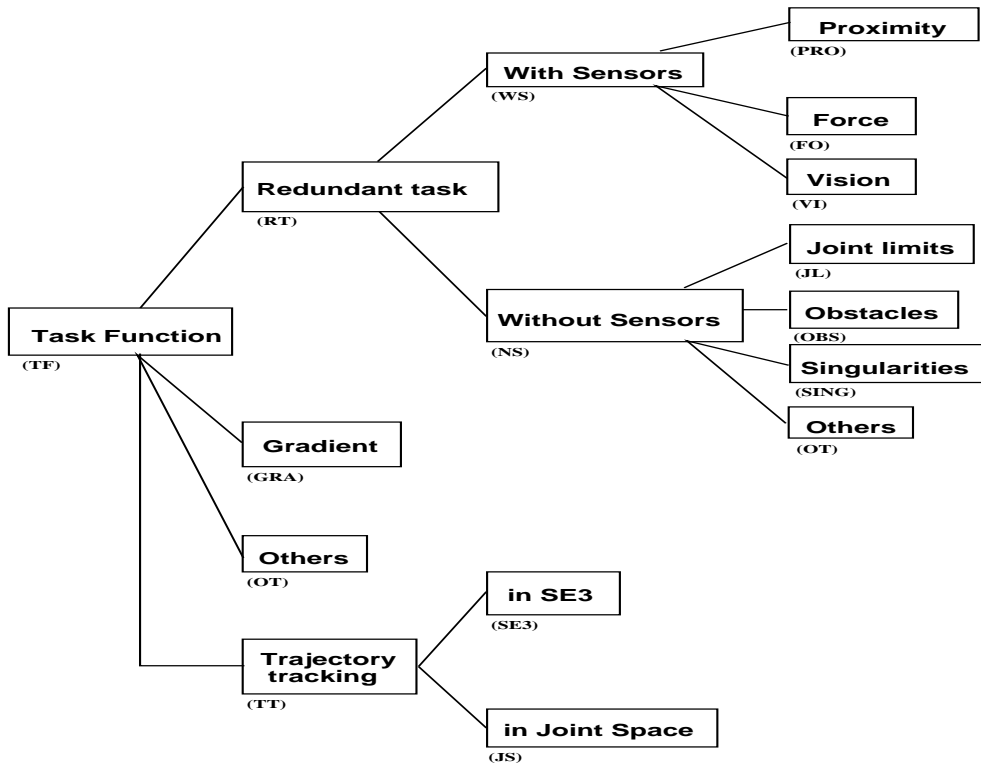 Proximity
(PRO)
With Sensors
(WS)
Force
(FO)
Vision
(VI)
Redundant task
(RT)
Joint limits
(JL)
Without Sensors
(NS)
Obstacles
(OBS)
Singularities
(SING)
Others
(OT)
Task Function
(TF)
Gradient
(GRA)
Others
(OT)
in SE3
(SE3)
Trajectory
tracking
(TT)
in Joint Space
(JS)